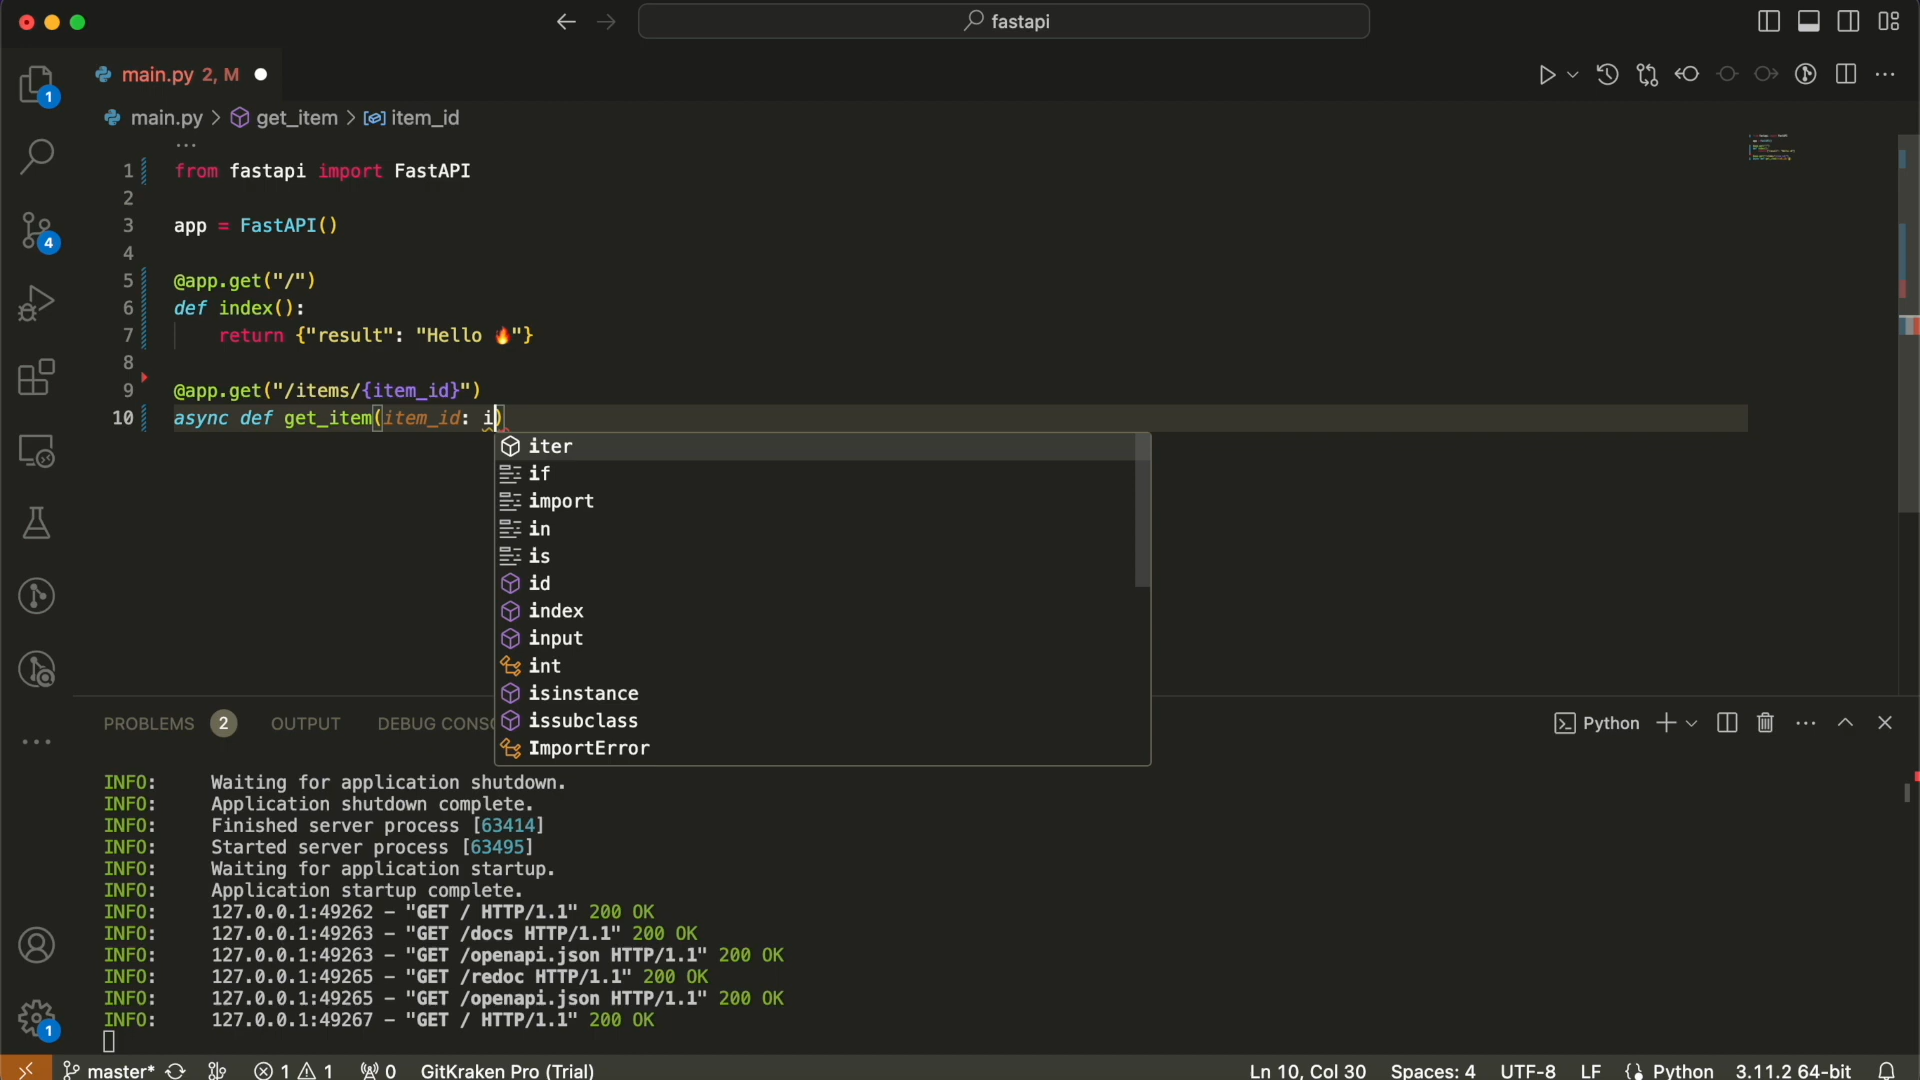 fastapi
main.py 2, M
main.py > get_item > item_id
...
1 from fastapi import FastAPI
2
3 app = FastAPI()
4
5 @app.get("/")
6 def index():
7 return {"result": "Hello 🔥"}
8
9 @app.get("/items/{item_id}")
10 async def get_item(item_id: i)
iter
if
import
in
is
id
index
input
int
isinstance
issubclass
ImportError
1
4
1
PROBLEMS 2 OUTPUT DEBUG CONS Python
INFO: Waiting for application shutdown.
INFO: Application shutdown complete.
INFO: Finished server process [63414]
INFO: Started server process [63495]
INFO: Waiting for application startup.
INFO: Application startup complete.
INFO: 127.0.0.1:49262 - "GET / HTTP/1.1" 200 OK
INFO: 127.0.0.1:49263 - "GET /docs HTTP/1.1" 200 OK
INFO: 127.0.0.1:49263 - "GET /openapi.json HTTP/1.1" 200 OK
INFO: 127.0.0.1:49265 - "GET /redoc HTTP/1.1" 200 OK
INFO: 127.0.0.1:49265 - "GET /openapi.json HTTP/1.1" 200 OK
INFO: 127.0.0.1:49267 - "GET / HTTP/1.1" 200 OK
master* 1 1 0 GitKraken Pro (Trial) Ln 10, Col 30 Spaces: 4 UTF-8 LF Python 3.11.2 64-bit